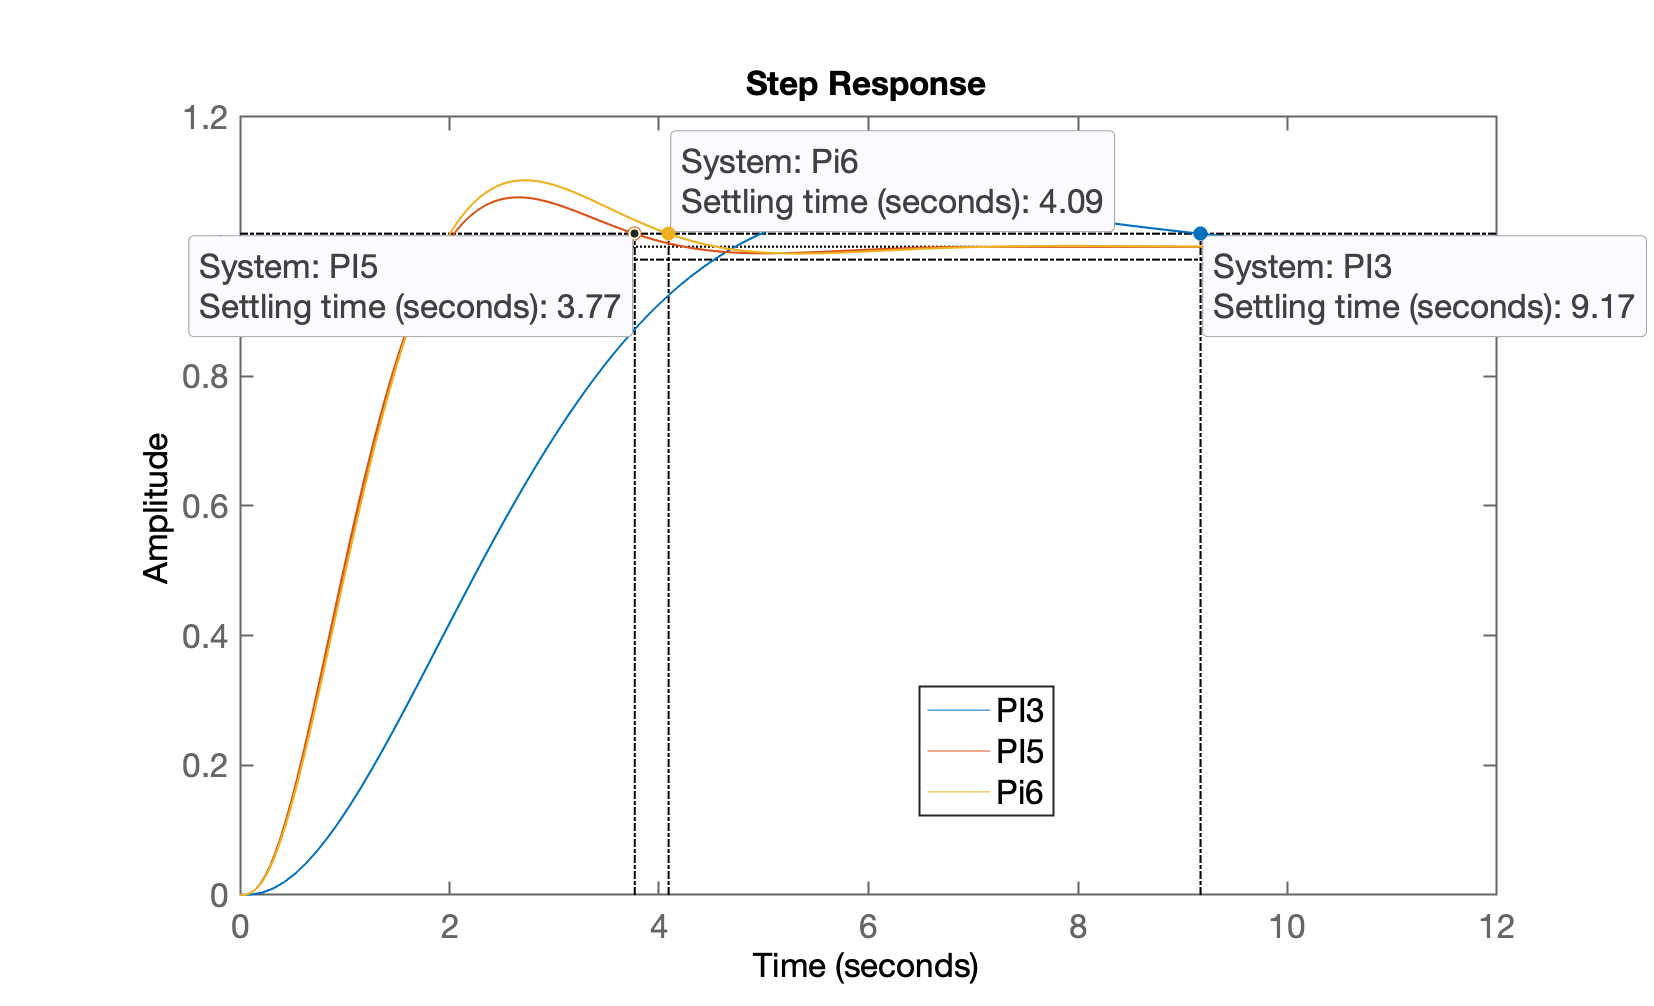 Step Response
1.2
System: Pi6
Settling time (seconds): 4.09
System: PI5
Settling time (seconds): 3.77
System: PI3
Settling time (seconds): 9.17
0.8
0.6
0.4
0.2
0
Amplitude
PI3
PI5
Pi6
0 2 4 6 8 10 12
Time (seconds)